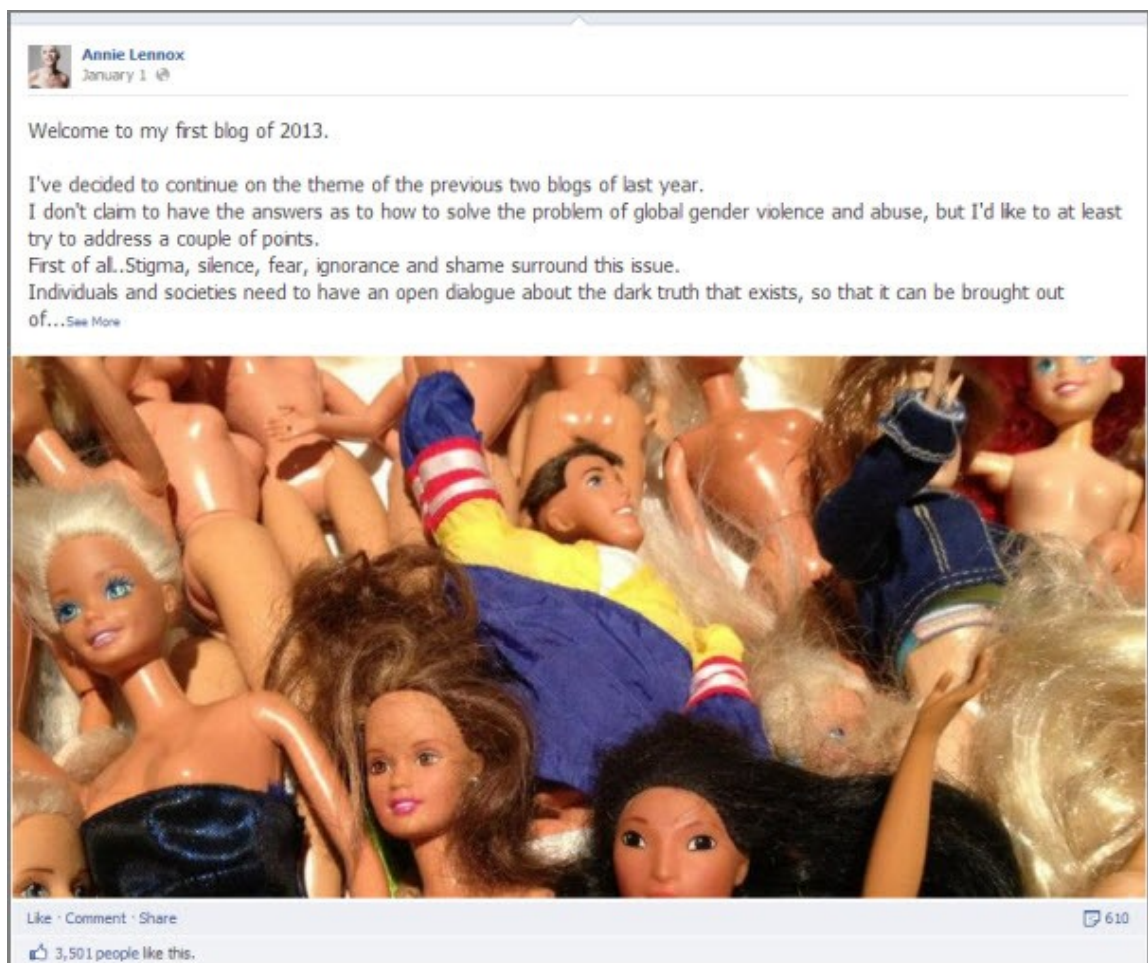 Annie Lennox
January 1
Welcome to my first blog of 2013.
I've decided to continue on the theme of the previous two blogs of last year.
I don't claim to have the answers as to how to solve the problem of global gender violence and abuse, but I'd like to at least
try to address a couple of points.
First of all..Stigma, silence, fear, ignorance and shame surround this issue.
Individuals and societies need to have an open dialogue about the dark truth that exists, so that it can be brought out
of...See More
Like · Comment · Share 610
3,501 people like this.